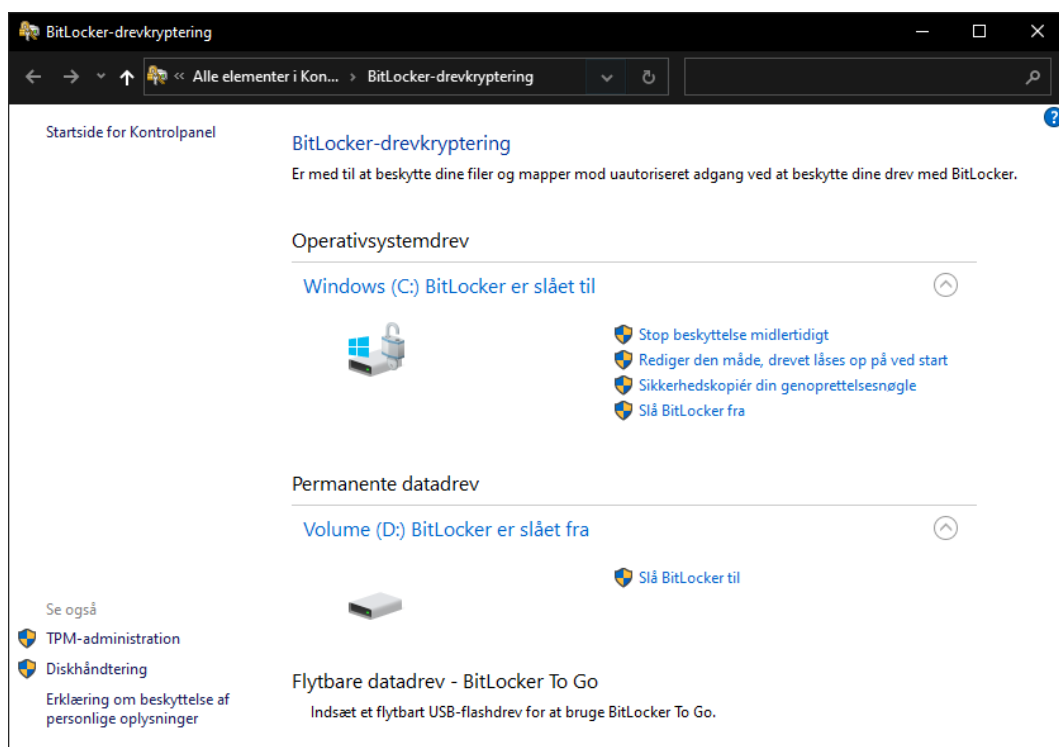 BitLocker-drevkryptering
« Alle elementer i Kon... › BitLocker-drevkryptering
?
Startside for Kontrolpanel
BitLocker-drevkryptering
Er med til at beskytte dine filer og mapper mod uautoriseret adgang ved at beskytte dine drev med BitLocker.
Operativsystemdrev
Windows (C:) BitLocker er slået til
Stop beskyttelse midlertidigt
Rediger den måde, drevet låses op på ved start
Sikkerhedskopiér din genoprettelsesnøgle
Slå BitLocker fra
Permanente datadrev
Volume (D:) BitLocker er slået fra
Slå BitLocker til
Se også
TPM-administration
Diskhåndtering
Erklæring om beskyttelse af
personlige oplysninger
Flytbare datadrev - BitLocker To Go
Indsæt et flytbart USB-flashdrev for at bruge BitLocker To Go.